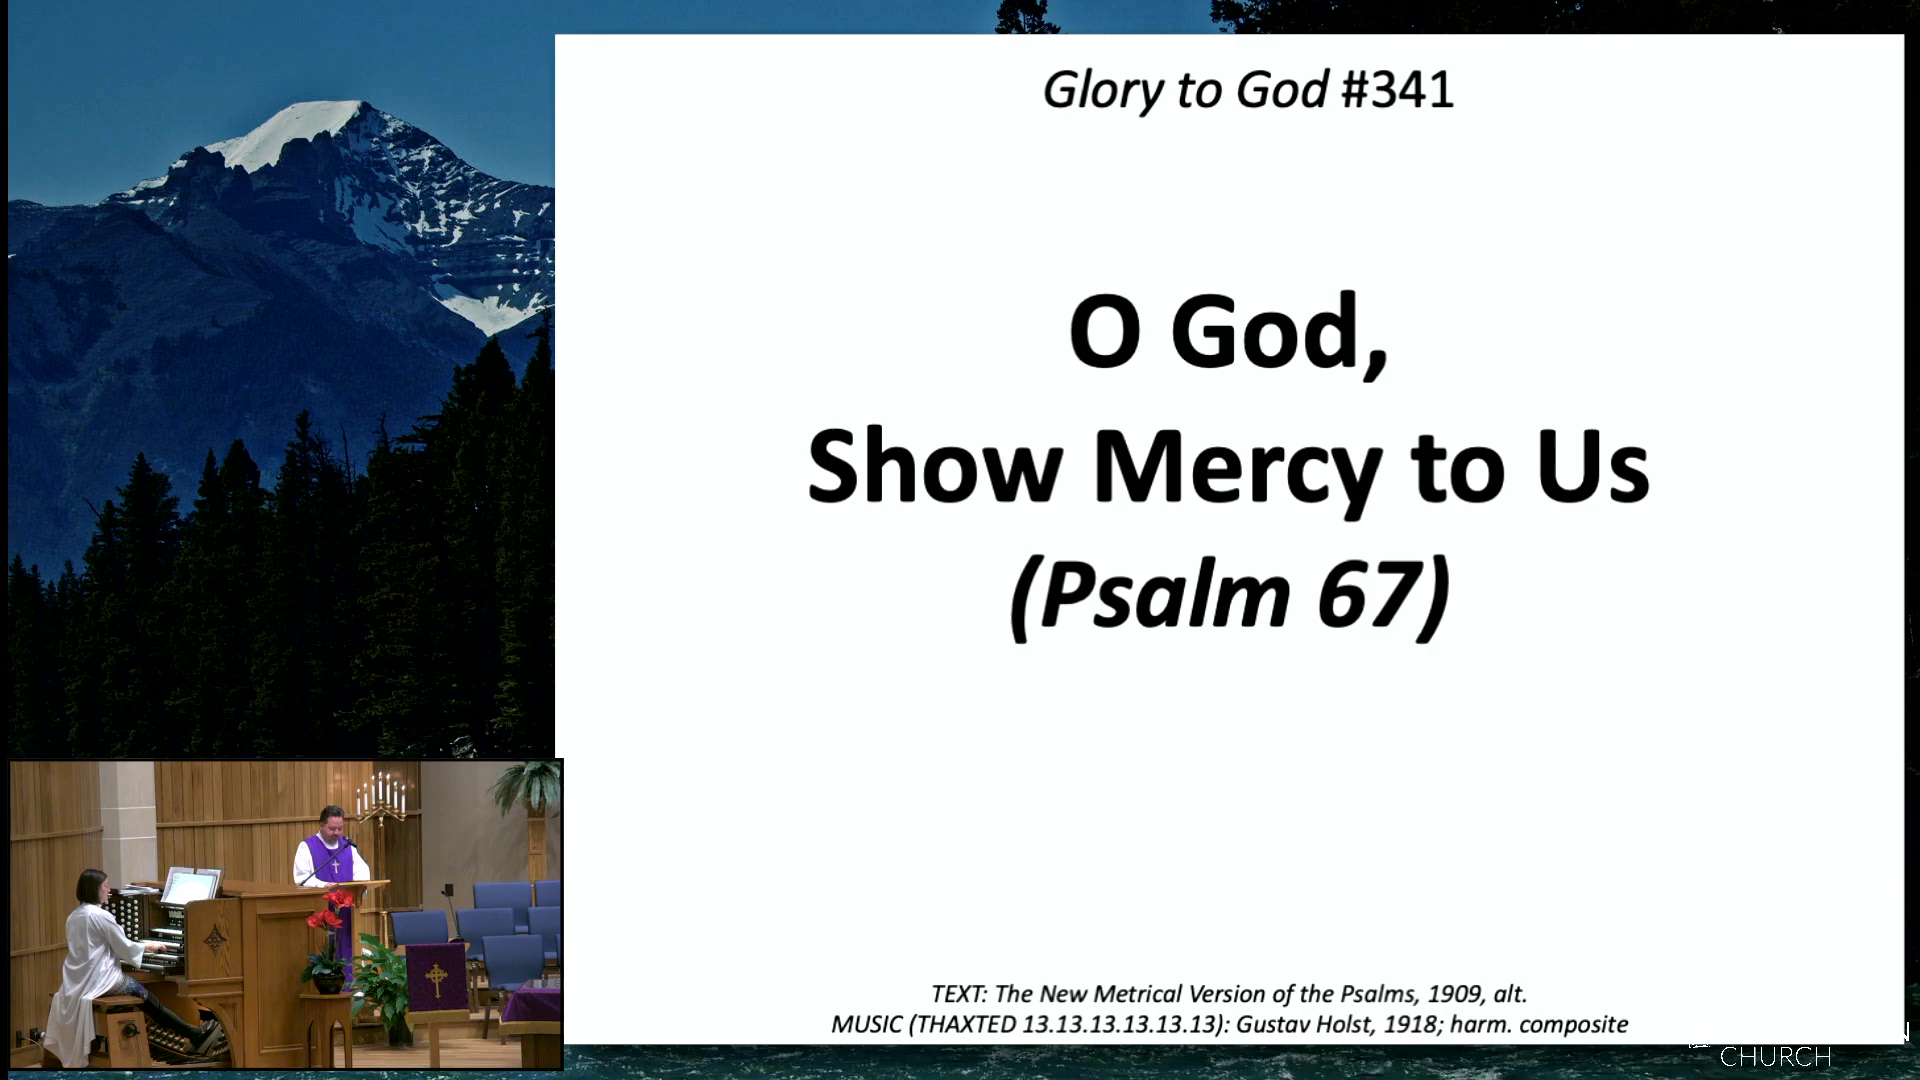 Glory to God #341
O God,
Show Mercy to Us
(Psalm 67)
TEXT: The New Metrical Version of the Psalms, 1909, alt.
MUSIC (THAXTED 13.13.13.13.13.13): Gustav Holst, 1918; harm. composite
CHURCH